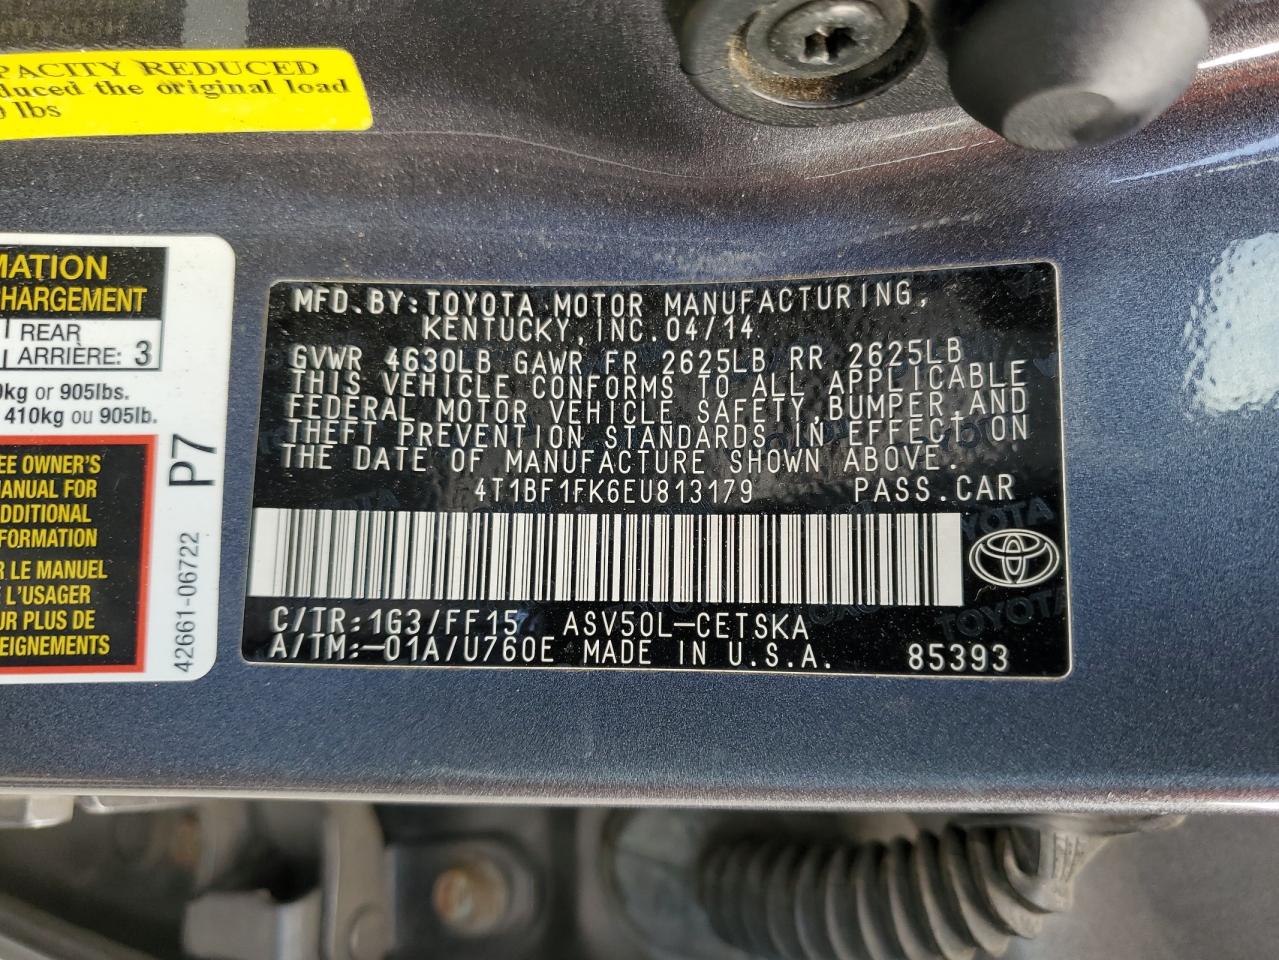 PACITY REDUCED
duced the original load
lbs
MATION
HARGEMENT
REAR
ARRIÈRE: 3
kg or 905lbs.
410kg ou 905lb.
EE OWNER'S
MANUAL FOR
DDITIONAL
FORMATION
R LE MANUEL
L'USAGER
UR PLUS DE
EIGNEMENTS
P7
42661-06722
MFD.BY:TOYOTA MOTOR MANUFACTURING,
KENTUCKY,INC.04/14
GVWR 4630LB GAWR FR 2625LB RR 2625LB
THIS VEHICLE CONFORMS TO ALL APPLICABLE
FEDERAL MOTOR VEHICLE SAFETY,BUMPER,AND
THEFT PREVENTION STANDARDS IN EFFECT ON
THE DATE OF MANUFACTURE SHOWN ABOVE.
4T1BF1FK6EU813179 PASS.CAR
C/TR:1G3/FF15 ASV50L-CETSKA
A/TM:-01A/U760E MADE IN U.S.A. 85393
TOYOTA